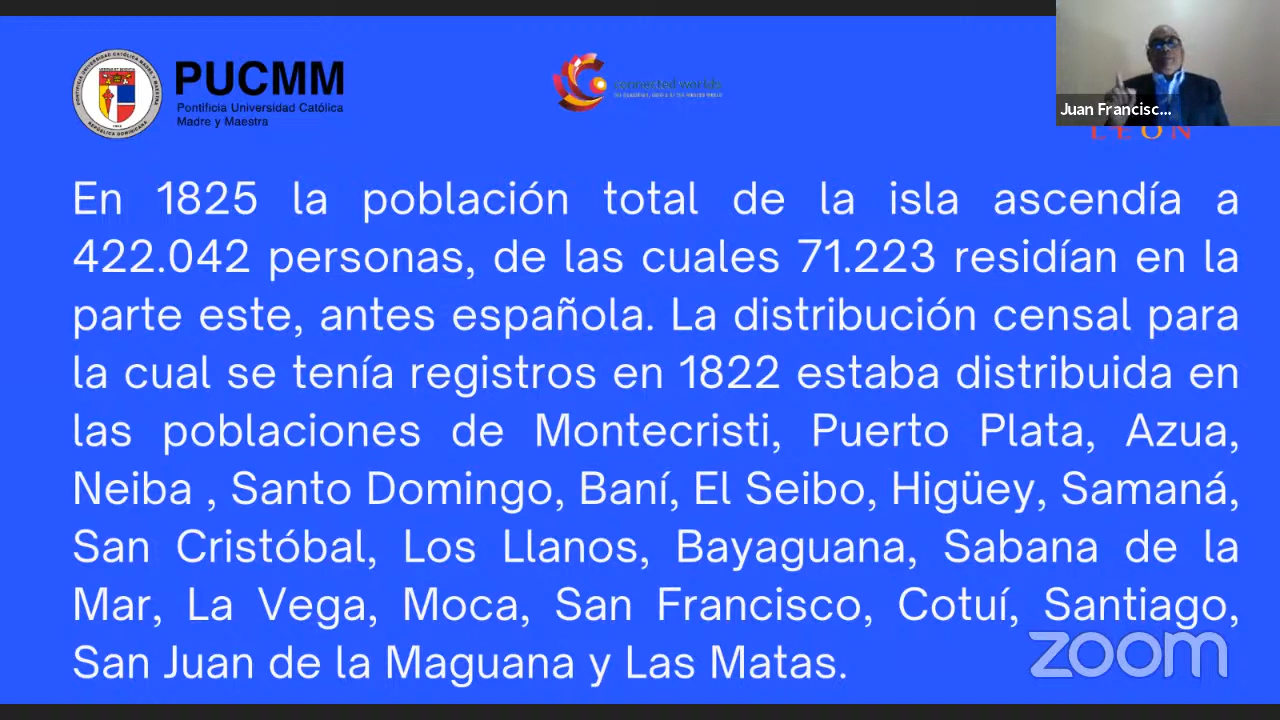 PUCMM
Pontificia Universidad Católica
Madre y Maestra
connected worlds
Juan Francisc...
LEÓN
En 1825 la población total de la isla ascendía a
422.042 personas, de las cuales 71.223 residían en la
parte este, antes española. La distribución censal para
la cual se tenía registros en 1822 estaba distribuida en
las poblaciones de Montecristi, Puerto Plata, Azua,
Neiba , Santo Domingo, Baní, El Seibo, Higüey, Samaná,
San Cristóbal, Los Llanos, Bayaguana, Sabana de la
Mar, La Vega, Moca, San Francisco, Cotuí, Santiago,
San Juan de la Maguana y Las Matas.
zoom